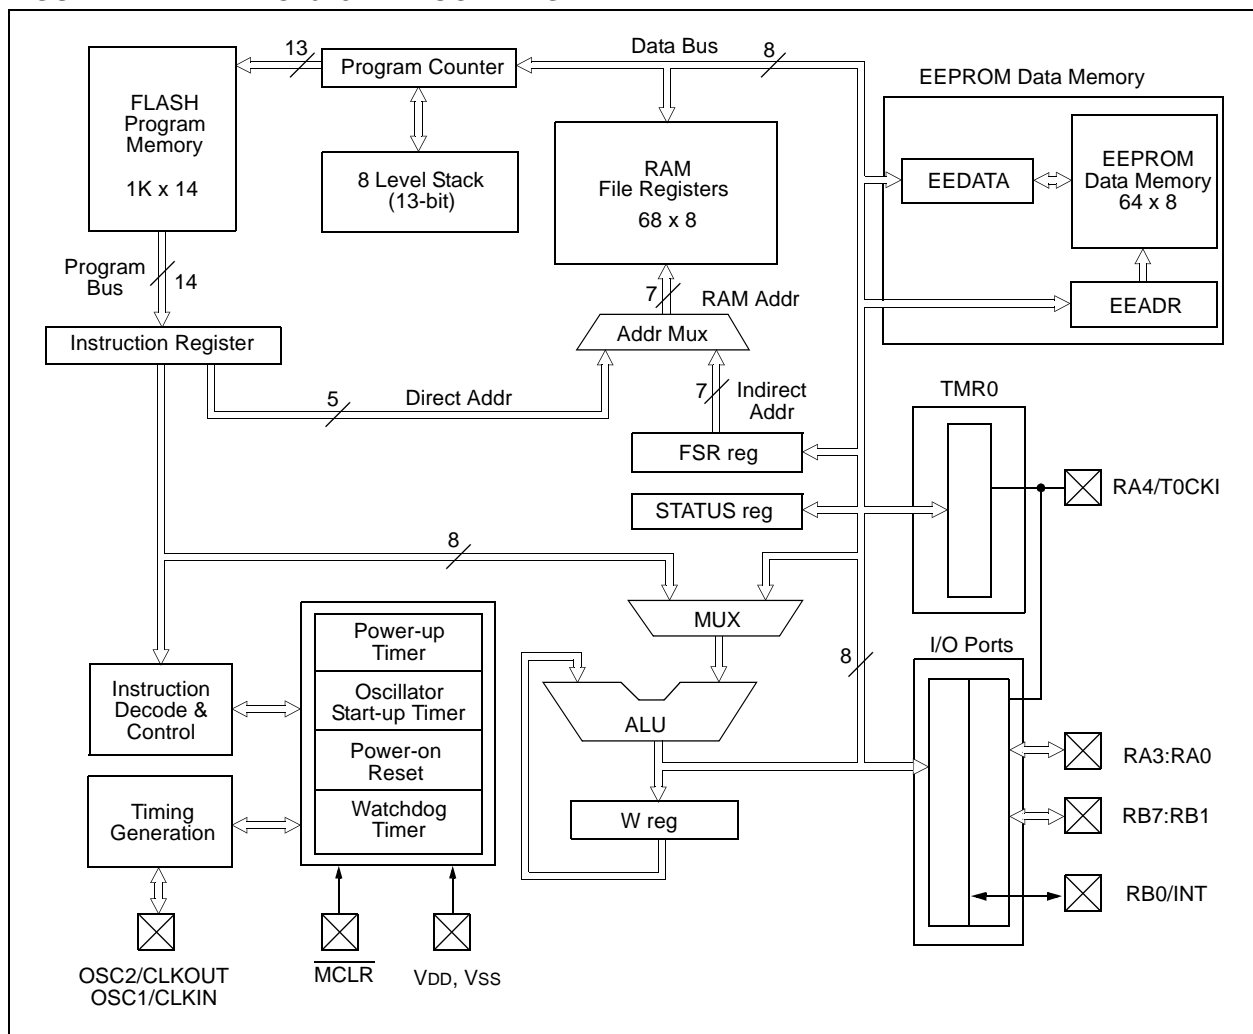 13
Data Bus
8
Program Counter
EEPROM Data Memory
FLASH
Program
Memory
1K x 14
8 Level Stack
(13-bit)
RAM
File Registers
68 x 8
EEDATA
EEPROM
Data Memory
64 x 8
Program
Bus
14
7
RAM Addr
EEADR
Instruction Register
Addr Mux
5
Direct Addr
7
Indirect
Addr
TMR0
FSR reg
RA4/T0CKI
STATUS reg
8
MUX
Power-up
Timer
I/O Ports
8
Instruction
Decode &
Control
Oscillator
Start-up Timer
ALU
Power-on
Reset
RA3:RA0
Timing
Generation
Watchdog
Timer
W reg
RB7:RB1
RB0/INT
OSC2/CLKOUT
OSC1/CLKIN
MCLR
VDD, VSS